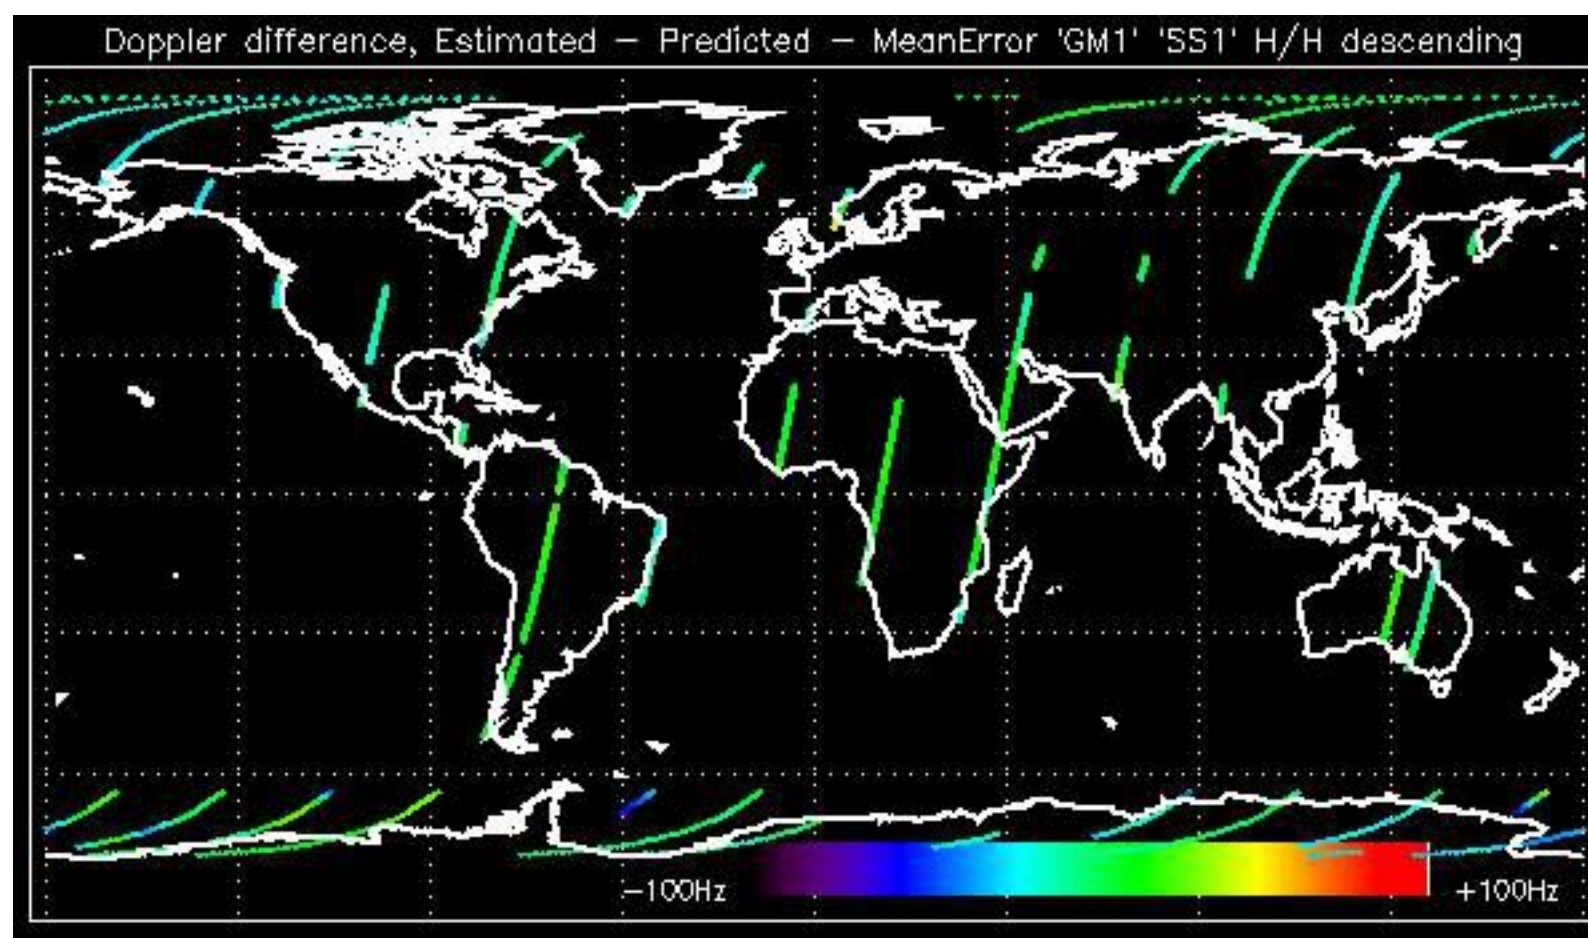 Doppler difference, Estimated – Predicted – MeanError 'GM1' 'SS1' H/H descending
-100Hz +100Hz